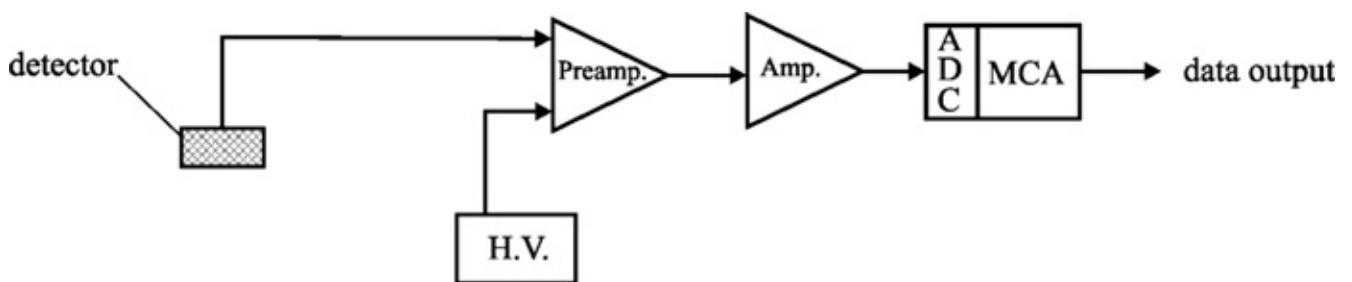 detector
Preamp.
Amp.
A
D
C
MCA
data output
H.V.